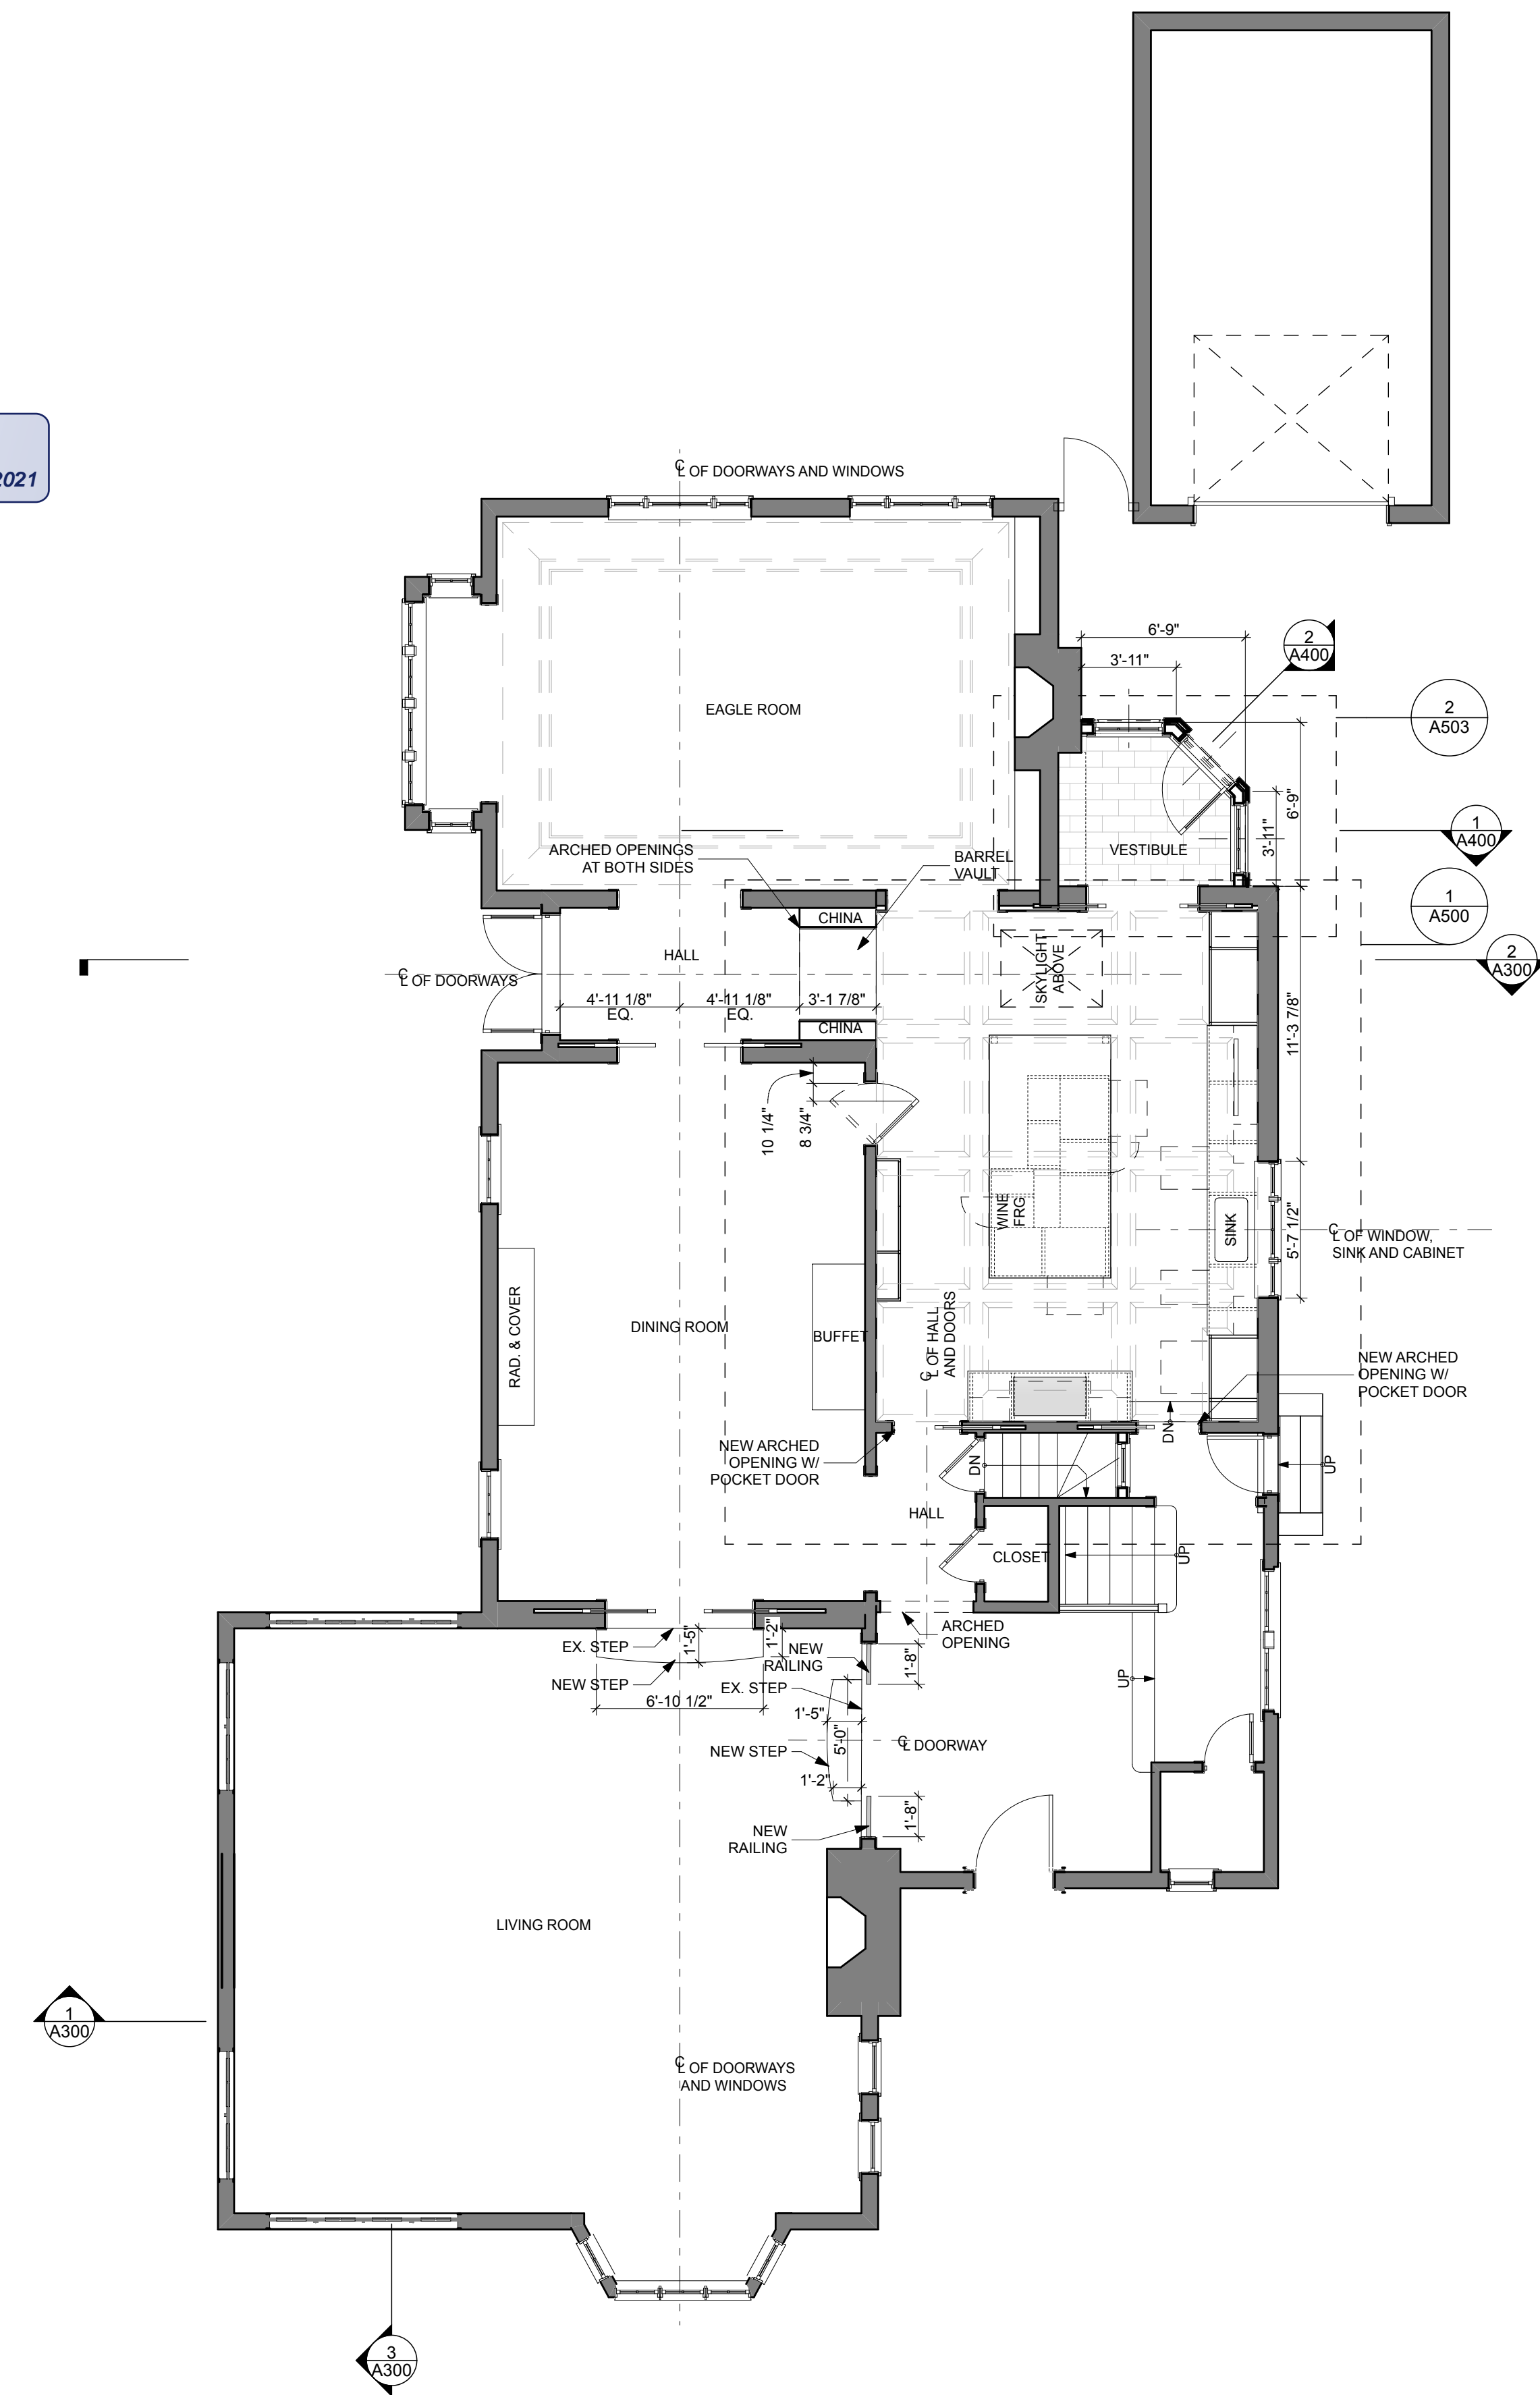 2021
℄ OF DOORWAYS AND WINDOWS
6'-9"
3'-11"
2
A400
2
A503
EAGLE ROOM
6'-9"
3'-11"
1
A400
VESTIBULE
ARCHED OPENINGS
AT BOTH SIDES
BARREL
VAULT
1
A500
CHINA
HALL
SKYLIGHT
ABOVE
2
A300
℄ OF DOORWAYS
4'-11 1/8"
EQ.
4'-11 1/8"
EQ.
3'-1 7/8"
CHINA
11'-3 7/8"
10 1/4"
8 3/4"
WINE
FRG
SINK
5'-7 1/2"
℄ OF WINDOW,
SINK AND CABINET
RAD. & COVER
DINING ROOM
BUFFET
℄ OF HALL
AND DOORS
NEW ARCHED
OPENING W/
POCKET DOOR
NEW ARCHED
OPENING W/
POCKET DOOR
DN
DN
UP
HALL
CLOSET
UP
EX. STEP
1'-5"
1'-2"
NEW
RAILING
ARCHED
OPENING
1'-8"
NEW STEP
EX. STEP
UP
6'-10 1/2"
1'-5"
5'-0"
NEW STEP
℄ DOORWAY
1'-2"
1'-8"
NEW
RAILING
LIVING ROOM
1
A300
℄ OF DOORWAYS
AND WINDOWS
3
A300